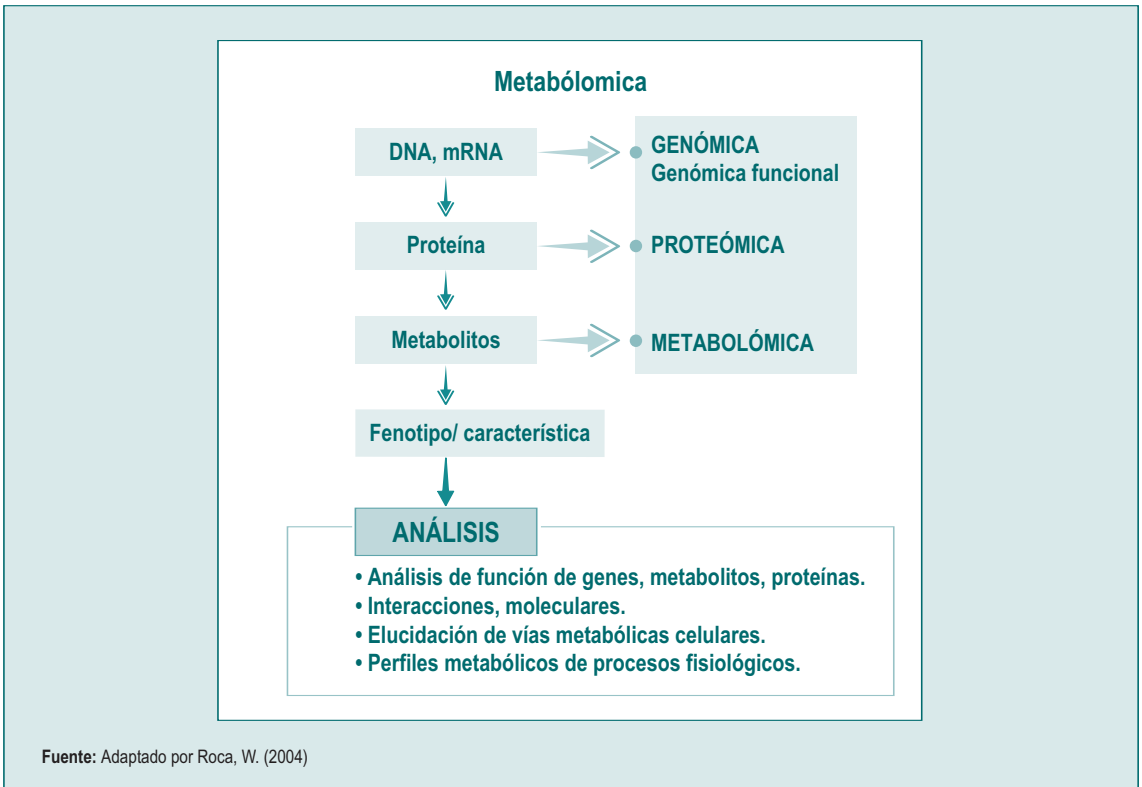 Metabólomica
DNA, mRNA
GENÓMICA
Genómica funcional
Proteína
PROTEÓMICA
Metabolitos
METABOLÓMICA
Fenotipo/ característica
ANÁLISIS
• Análisis de función de genes, metabolitos, proteínas.
• Interacciones, moleculares.
• Elucidación de vías metabólicas celulares.
• Perfiles metabólicos de procesos fisiológicos.
Fuente: Adaptado por Roca, W. (2004)